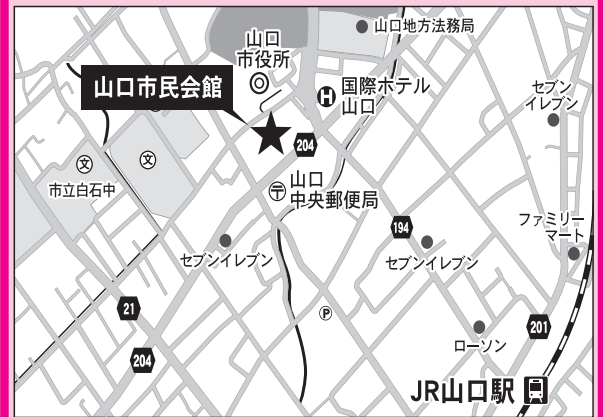 山口地方法務局
山口
市役所
山口市民会館
国際ホテル
山口
H
セブン
イレブン
204
文
文
市立白石中
〒
山口
中央郵便局
194
ファミリー
マート
セブンイレブン
セブンイレブン
21
P
201
204
ローソン
JR山口駅